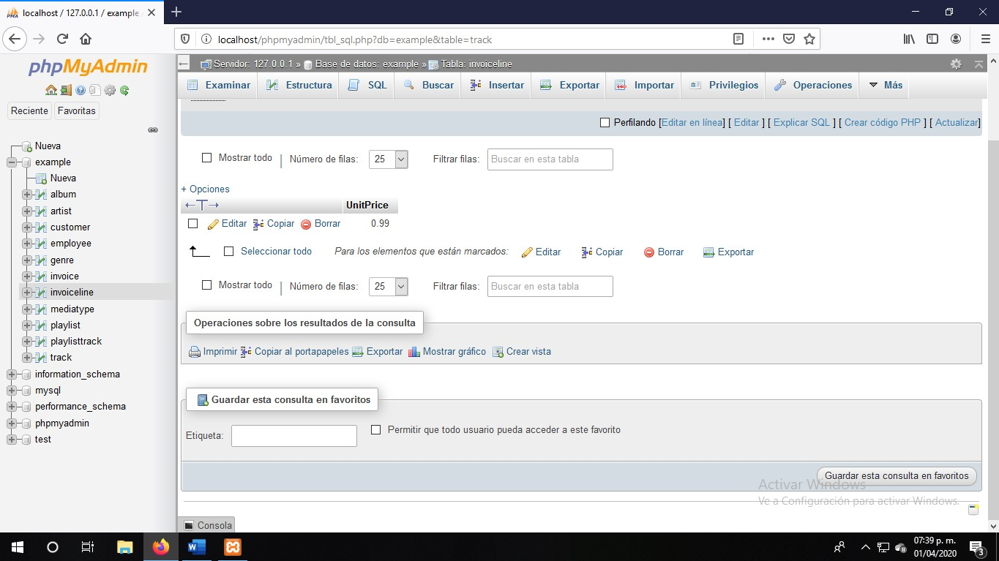 localhost / 127.0.0.1 / example
localhost/phpmyadmin/tbl_sql.php?db=example&table=track
phpMyAdmin
Reciente Favoritas
Nueva
example
Nueva
album
artist
customer
employee
genre
invoice
invoiceline
mediatype
playlist
playlisttrack
track
information_schema
mysql
performance_schema
phpmyadmin
test
Servidor: 127.0.0.1 » Base de datos: example » Tabla: invoiceline
Examinar Estructura SQL Buscar Insertar Exportar Importar Privilegios Operaciones Más
Perfilando [Editar en línea] [ Editar ] [ Explicar SQL ] [ Crear código PHP ] [ Actualizar]
Mostrar todo | Número de filas: 25 Filtrar filas: Buscar en esta tabla
+ Opciones
←T→ UnitPrice
Editar Copiar Borrar 0.99
Seleccionar todo Para los elementos que están marcados: Editar Copiar Borrar Exportar
Mostrar todo | Número de filas: 25 Filtrar filas: Buscar en esta tabla
Operaciones sobre los resultados de la consulta
Imprimir Copiar al portapapeles Exportar Mostrar gráfico Crear vista
Guardar esta consulta en favoritos
Etiqueta: Permitir que todo usuario pueda acceder a este favorito
Guardar esta consulta en favoritos
Activar Windows
Ve a Configuración para activar Windows.
Consola
07:39 p. m.
01/04/2020
3